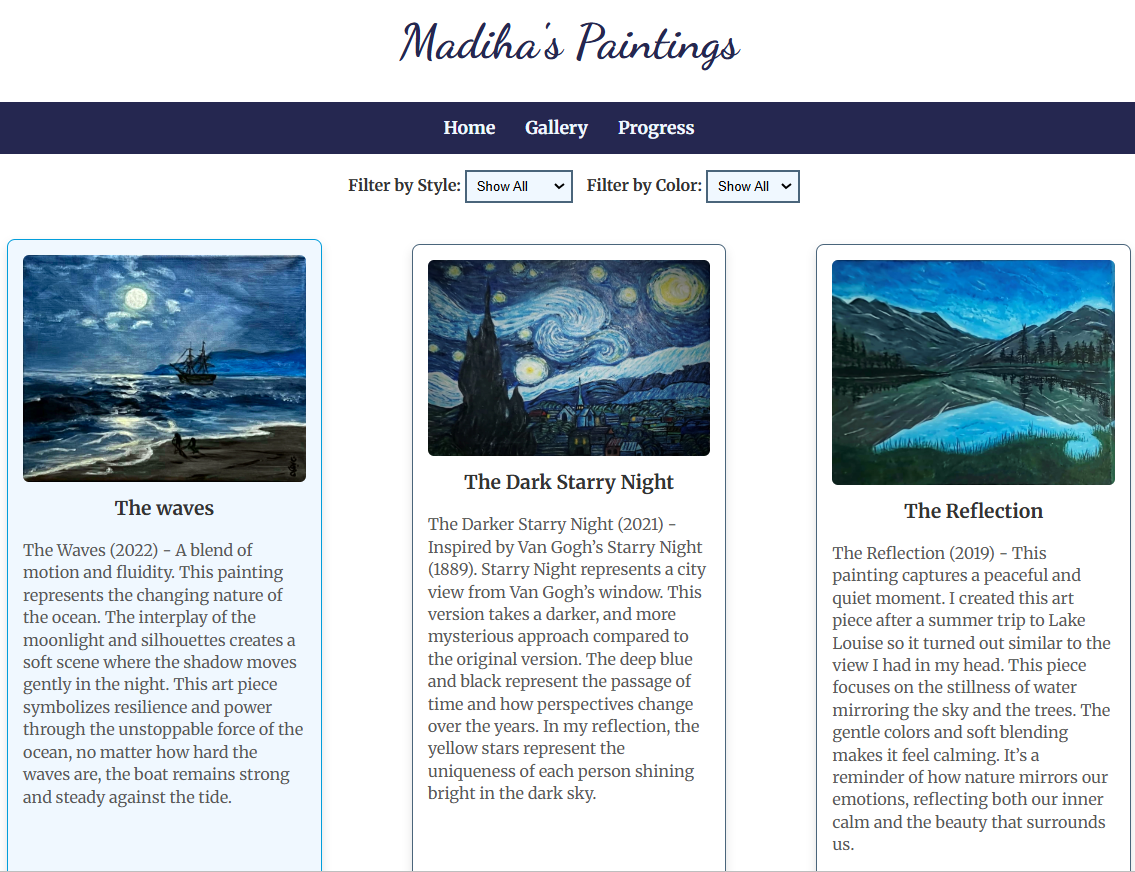 Madiha's Paintings
Home Gallery Progress
Filter by Style: Show All Filter by Color: Show All
The waves
The Waves (2022) - A blend of
motion and fluidity. This painting
represents the changing nature of
the ocean. The interplay of the
moonlight and silhouettes creates a
soft scene where the shadow moves
gently in the night. This art piece
symbolizes resilience and power
through the unstoppable force of the
ocean, no matter how hard the
waves are, the boat remains strong
and steady against the tide.
The Dark Starry Night
The Darker Starry Night (2021) -
Inspired by Van Gogh’s Starry Night
(1889). Starry Night represents a city
view from Van Gogh’s window. This
version takes a darker, and more
mysterious approach compared to
the original version. The deep blue
and black represent the passage of
time and how perspectives change
over the years. In my reflection, the
yellow stars represent the
uniqueness of each person shining
bright in the dark sky.
The Reflection
The Reflection (2019) - This
painting captures a peaceful and
quiet moment. I created this art
piece after a summer trip to Lake
Louise so it turned out similar to the
view I had in my head. This piece
focuses on the stillness of water
mirroring the sky and the trees. The
gentle colors and soft blending
makes it feel calming. It’s a
reminder of how nature mirrors our
emotions, reflecting both our inner
calm and the beauty that surrounds
us.